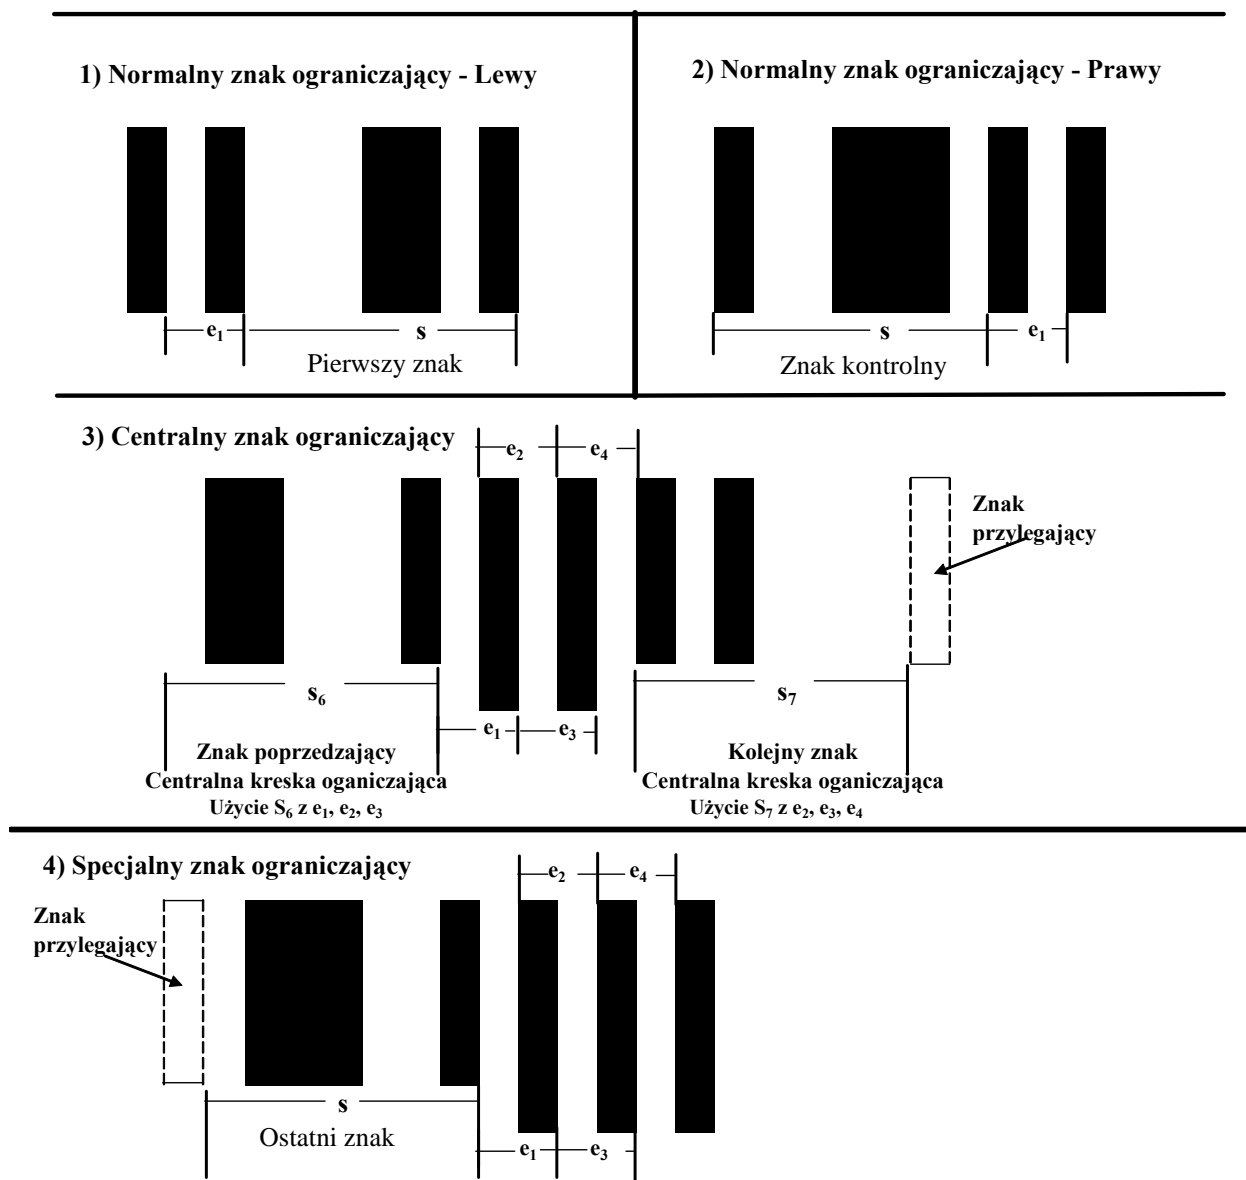 1) Normalny znak ograniczający - Lewy
e₁
s
Pierwszy znak
2) Normalny znak ograniczający - Prawy
s
e₁
Znak kontrolny
3) Centralny znak ograniczający
e₂
e₄
Znak
przylegający
s₆
s₇
e₁
e₃
Znak poprzedzający
Centralna kreska oganiczająca
Użycie S₆ z e₁, e₂, e₃
Kolejny znak
Centralna kreska oganiczająca
Użycie S₇ z e₂, e₃, e₄
4) Specjalny znak ograniczający
e₂
e₄
Znak
przylegający
s
Ostatni znak
e₁
e₃